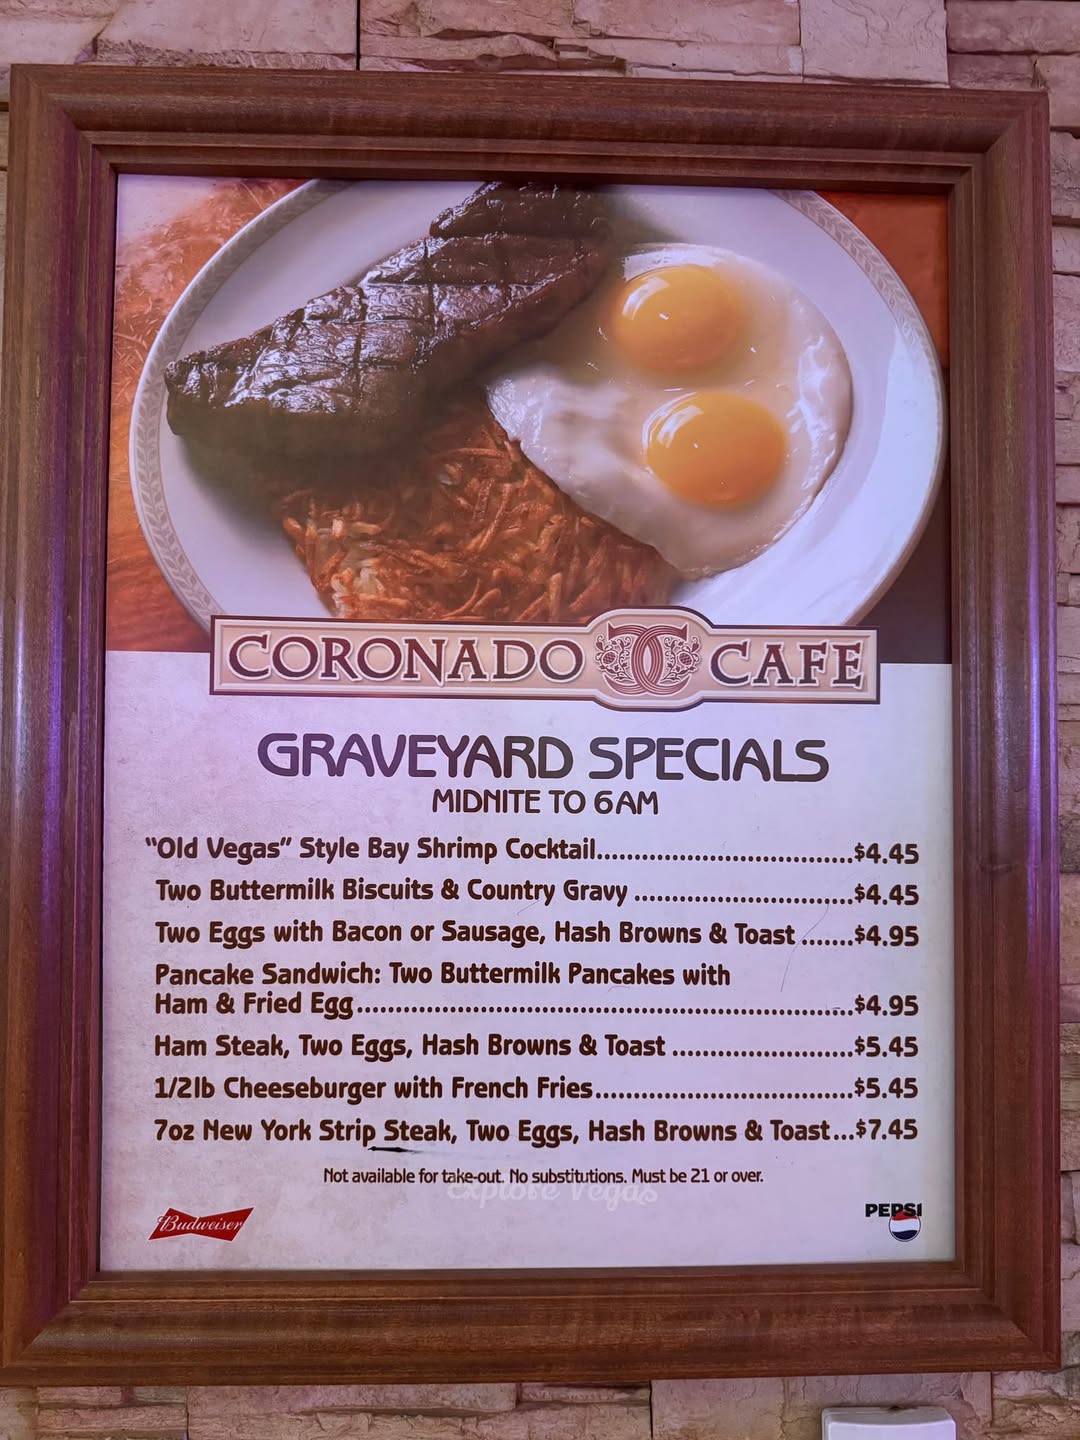 CORONADO CC CAFE
GRAVEYARD SPECIALS
MIDNITE TO 6AM
"Old Vegas" Style Bay Shrimp Cocktail..................................$4.45
Two Buttermilk Biscuits & Country Gravy .............................$4.45
Two Eggs with Bacon or Sausage, Hash Browns & Toast .......$4.95
Pancake Sandwich: Two Buttermilk Pancakes with
Ham & Fried Egg..................................................................$4.95
Ham Steak, Two Eggs, Hash Browns & Toast ........................$5.45
1/2lb Cheeseburger with French Fries..................................$5.45
7oz New York Strip Steak, Two Eggs, Hash Browns & Toast...$7.45
Not available for take-out. No substitutions. Must be 21 or over.
Explore Vegas
Budweiser
PEPSI